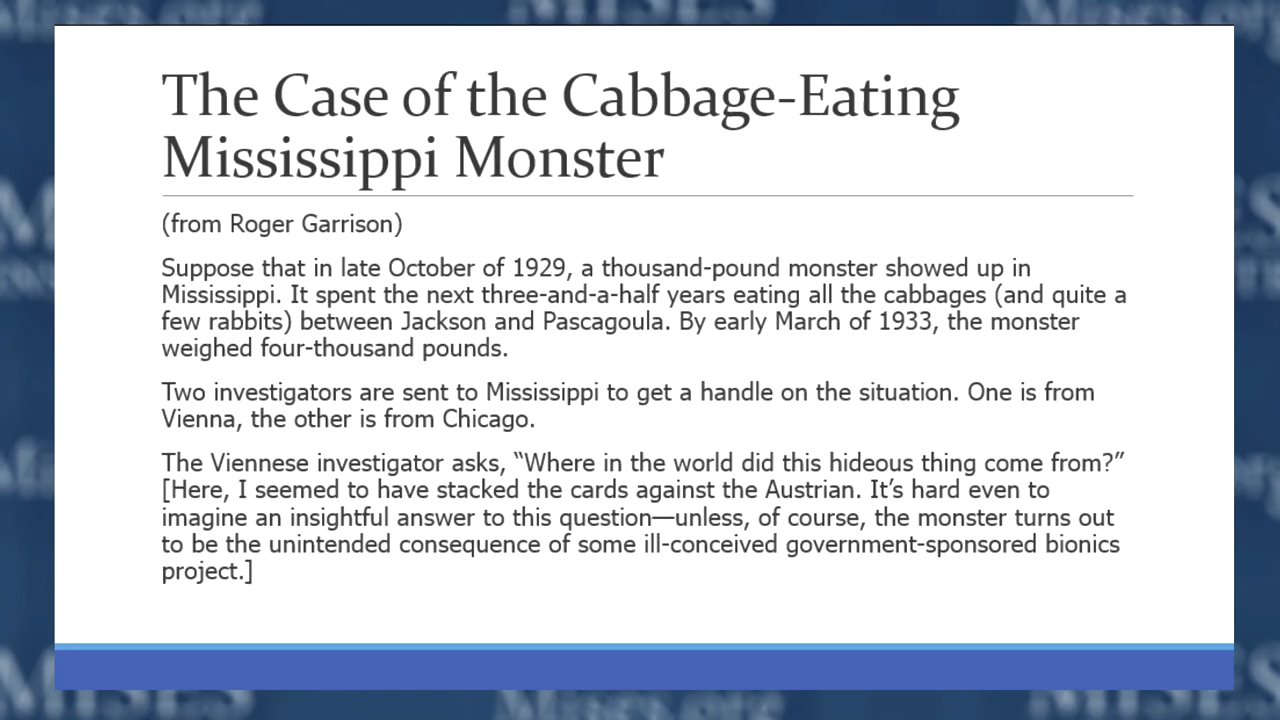 The Case of the Cabbage-Eating
Mississippi Monster
(from Roger Garrison)
Suppose that in late October of 1929, a thousand-pound monster showed up in
Mississippi. It spent the next three-and-a-half years eating all the cabbages (and quite a
few rabbits) between Jackson and Pascagoula. By early March of 1933, the monster
weighed four-thousand pounds.
Two investigators are sent to Mississippi to get a handle on the situation. One is from
Vienna, the other is from Chicago.
The Viennese investigator asks, “Where in the world did this hideous thing come from?”
[Here, I seemed to have stacked the cards against the Austrian. It’s hard even to
imagine an insightful answer to this question—unless, of course, the monster turns out
to be the unintended consequence of some ill-conceived government-sponsored bionics
project.]
Mises.org